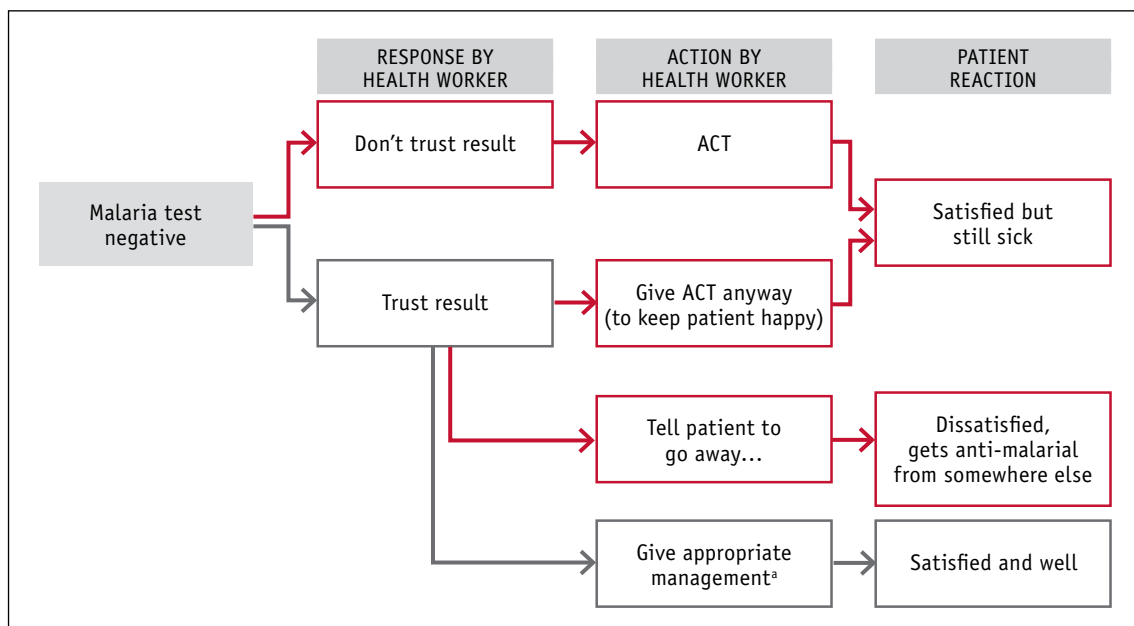 RESPONSE BY
HEALTH WORKER
ACTION BY
HEALTH WORKER
PATIENT
REACTION
Don't trust result
ACT
Malaria test
negative
Satisfied but
still sick
Trust result
Give ACT anyway
(to keep patient happy)
Tell patient to
go away…
Dissatisfied,
gets anti-malarial
from somewhere else
Give appropriate
managementᵃ
Satisfied and well